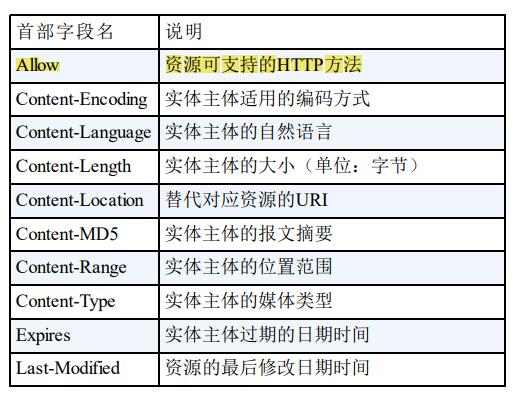 首部字段名 说明
Allow 资源可支持的HTTP方法
Content-Encoding 实体主体适用的编码方式
Content-Language 实体主体的自然语言
Content-Length 实体主体的大小（单位：字节）
Content-Location 替代对应资源的URI
Content-MD5 实体主体的报文摘要
Content-Range 实体主体的位置范围
Content-Type 实体主体的媒体类型
Expires 实体主体过期的日期时间
Last-Modified 资源的最后修改日期时间